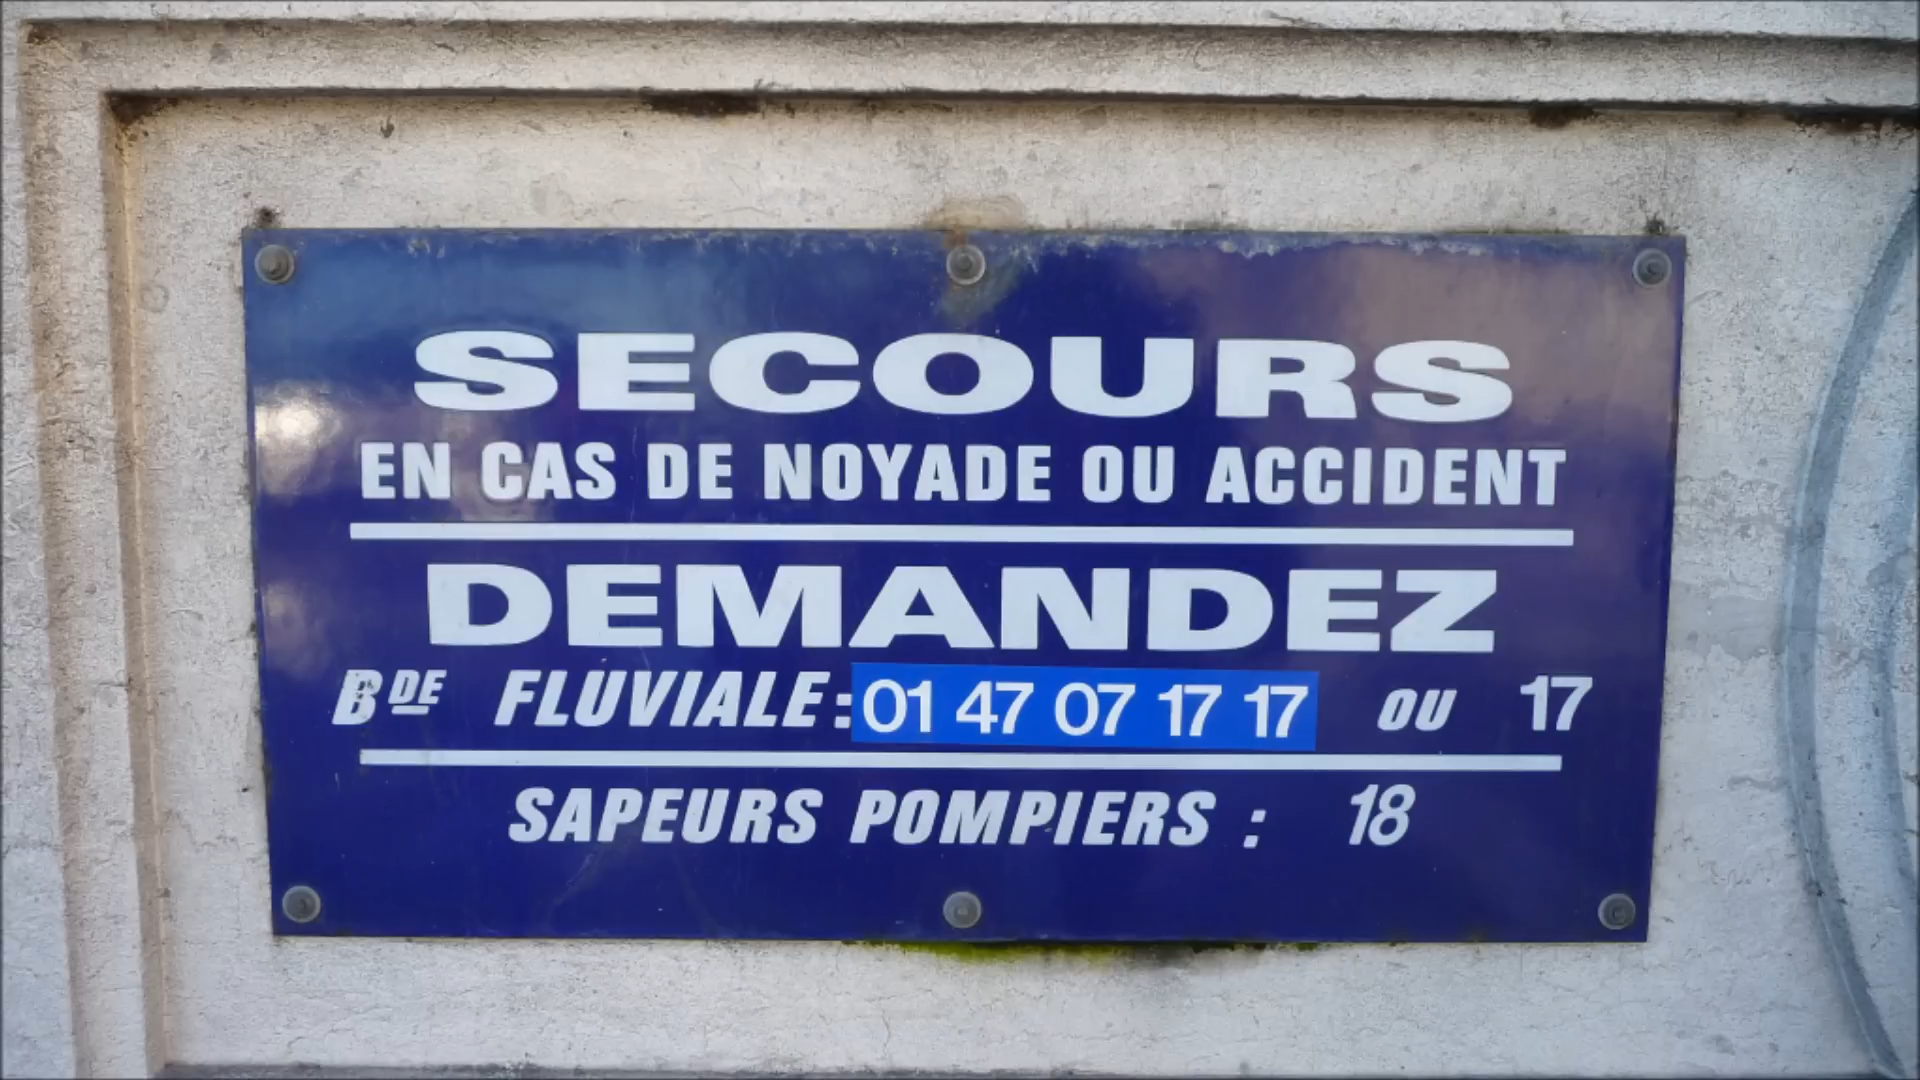 SECOURS
EN CAS DE NOYADE OU ACCIDENT
DEMANDEZ
BDE FLUVIALE: 01 47 07 17 17 OU 17
SAPEURS POMPIERS : 18